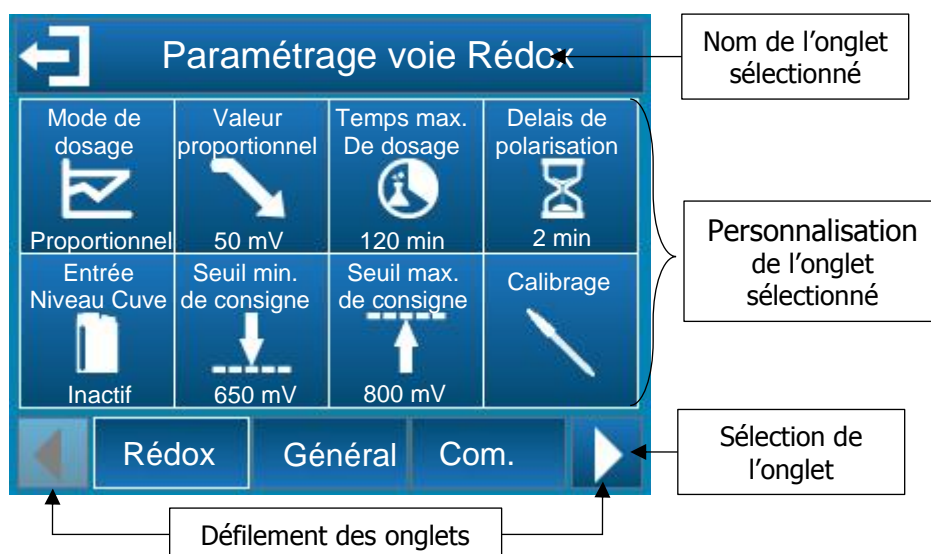 Paramétrage voie Rédox
Nom de l’onglet
sélectionné
Mode de
dosage
Proportionnel
Valeur
proportionnel
50 mV
Temps max.
De dosage
120 min
Delais de
polarisation
2 min
Entrée
Niveau Cuve
Inactif
Seuil min.
de consigne
650 mV
Seuil max.
de consigne
800 mV
Calibrage
Personnalisation
de l’onglet
sélectionné
Rédox
Général
Com.
Sélection de
l’onglet
Défilement des onglets